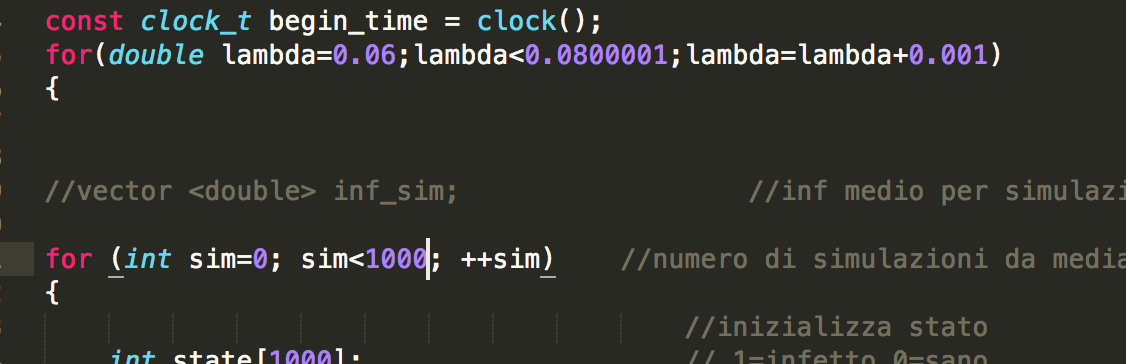 const clock_t begin_time = clock();
for(double lambda=0.06;lambda<0.0800001;lambda=lambda+0.001)
{
//vector <double> inf_sim; //inf medio per simulazi
for (int sim=0; sim<1000; ++sim) //numero di simulazioni da media
{
//inizializza stato
int state[1000]; // 1=infetto 0=sano